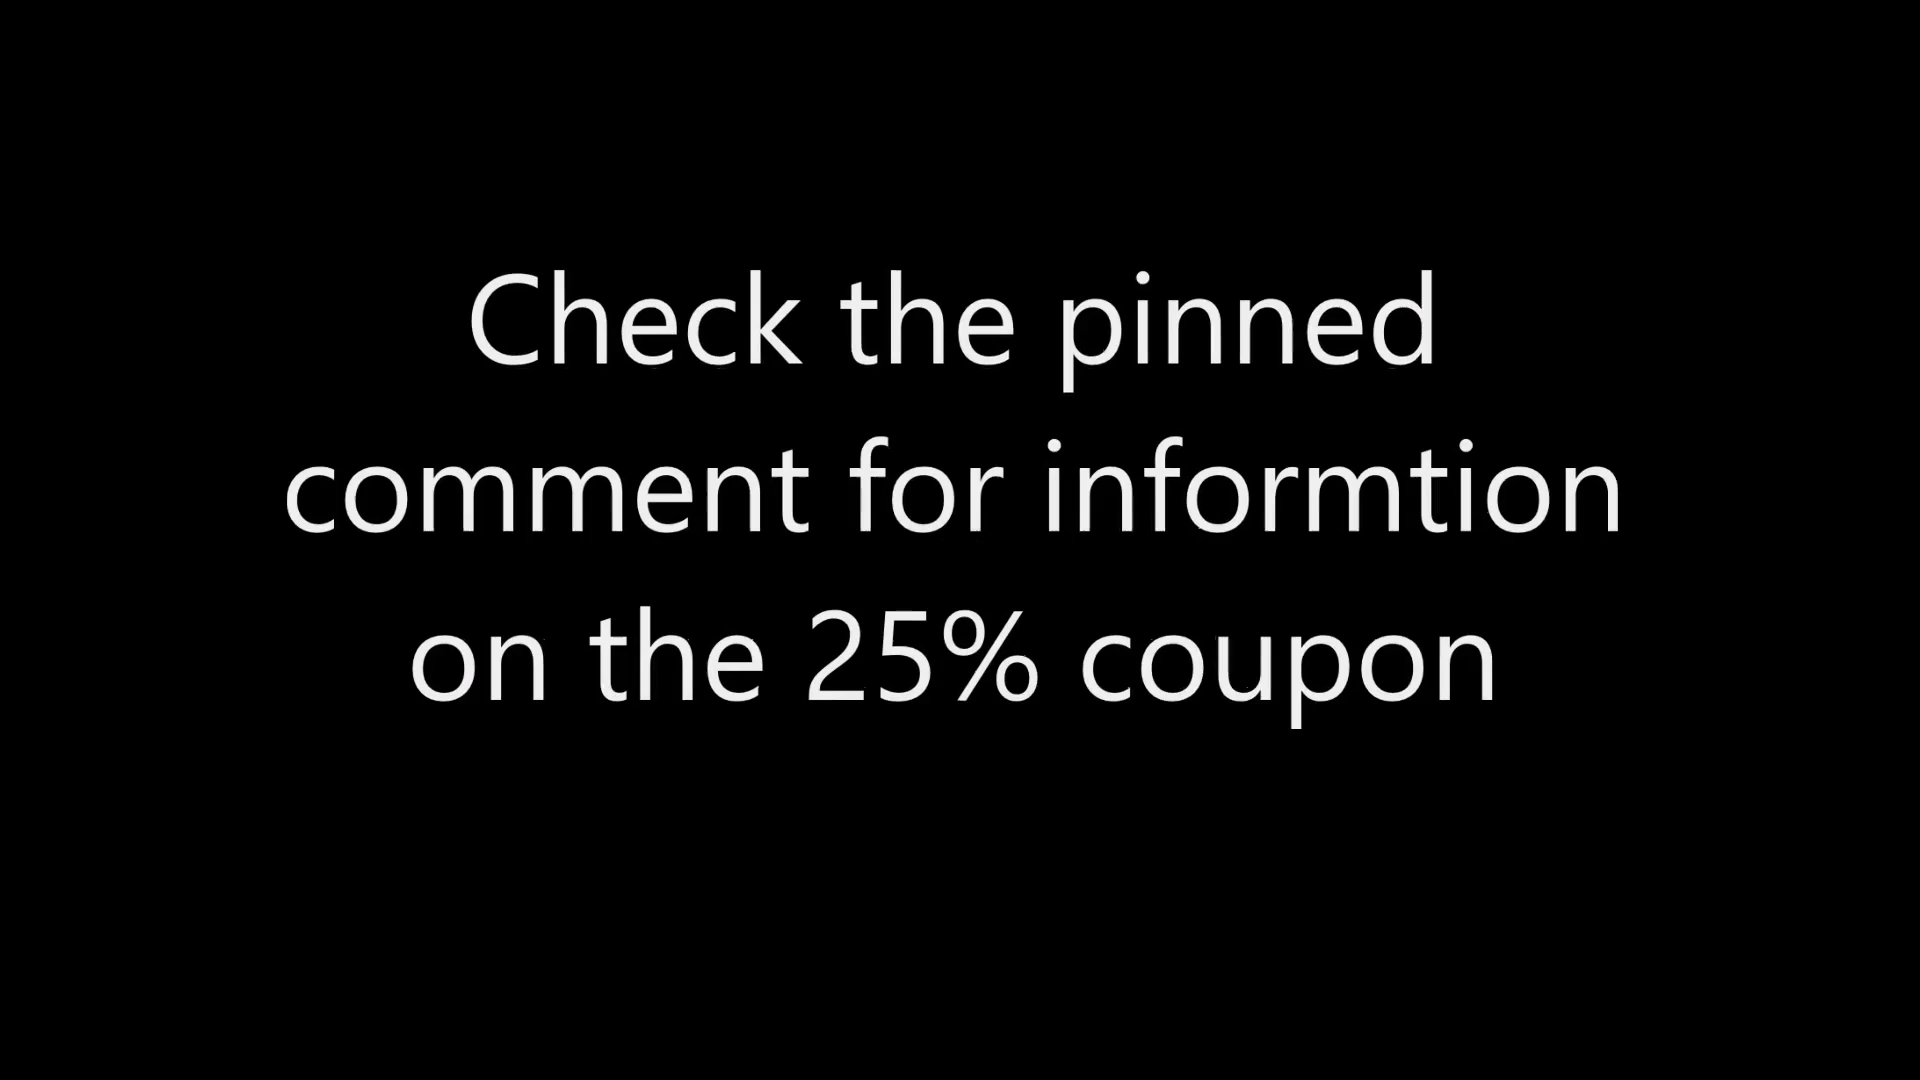 Check the pinned
comment for informtion
on the 25% coupon